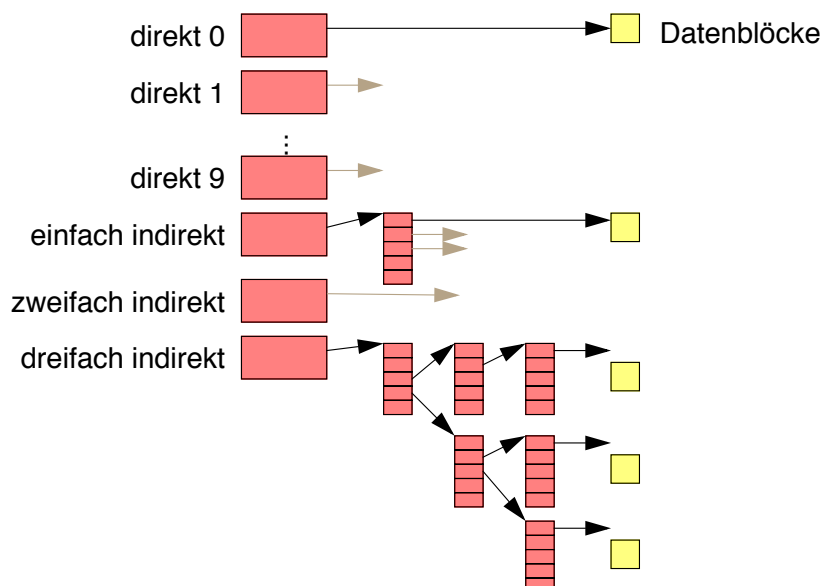 direkt 0
Datenblöcke
direkt 1
direkt 9
einfach indirekt
zweifach indirekt
dreifach indirekt